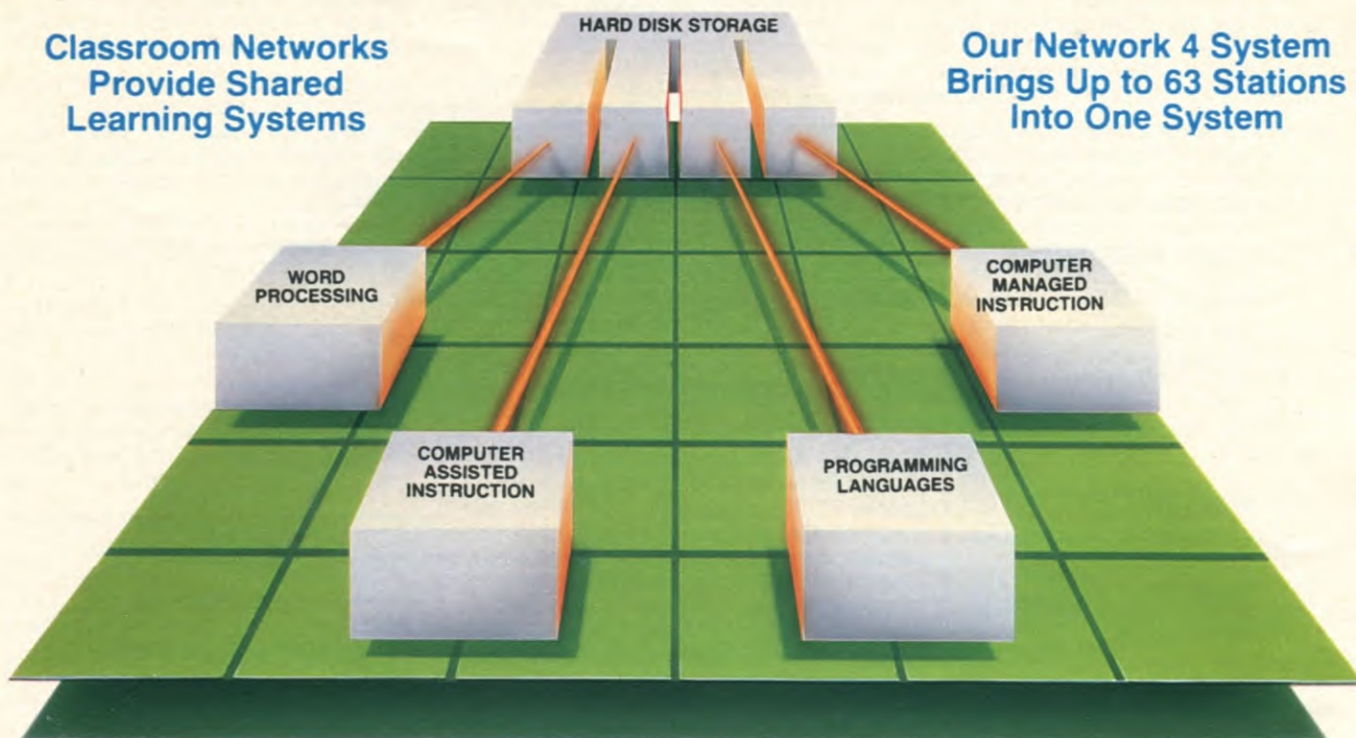 Classroom Networks
Provide Shared
Learning Systems
HARD DISK STORAGE
Our Network 4 System
Brings Up to 63 Stations
Into One System
WORD
PROCESSING
COMPUTER
MANAGED
INSTRUCTION
COMPUTER
ASSISTED
INSTRUCTION
PROGRAMMING
LANGUAGES